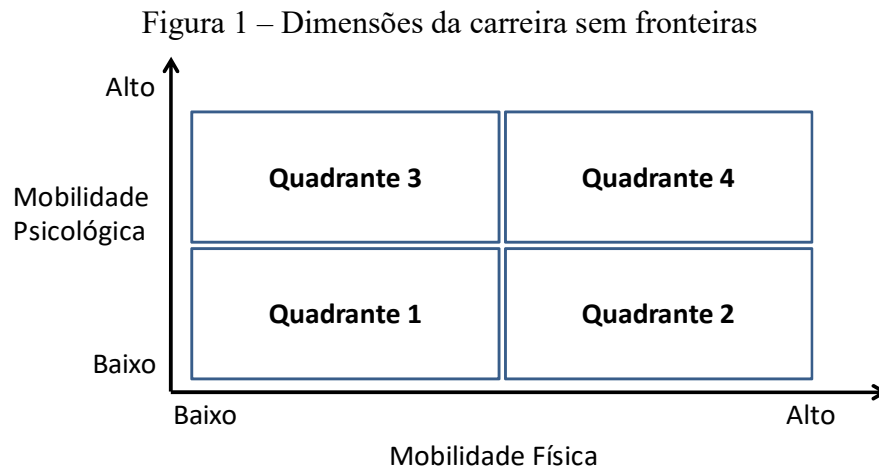 Figura 1 – Dimensões da carreira sem fronteiras
Alto
Mobilidade
Psicológica
Quadrante 3
Quadrante 4
Quadrante 1
Quadrante 2
Baixo
Baixo
Alto
Mobilidade Física